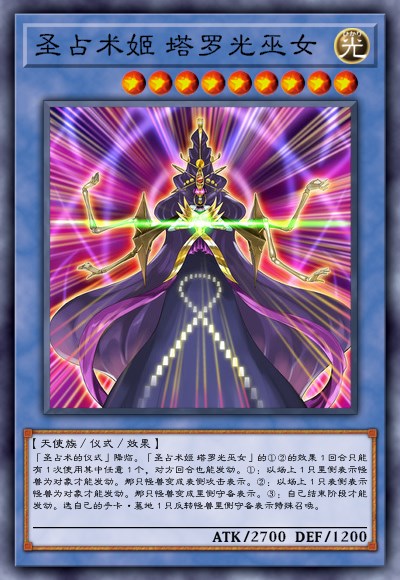 圣占术姬 塔罗光巫女
ひかり
光
【天使族/仪式/效果】
「圣占术的仪式」降临。「圣占术姬 塔罗光巫女」的①②的效果1回合只能
有1次使用其中任意1个，对方回合也能发动。①：以场上1只里侧表示怪
兽为对象才能发动。那只怪兽变成表侧攻击表示。②：以场上1只表侧表示
怪兽为对象才能发动。那只怪兽变成里侧守备表示。③：自己结束阶段才能
发动。选自己的手卡·墓地1只反转怪兽里侧守备表示特殊召唤。
ATK/2700 DEF/1200